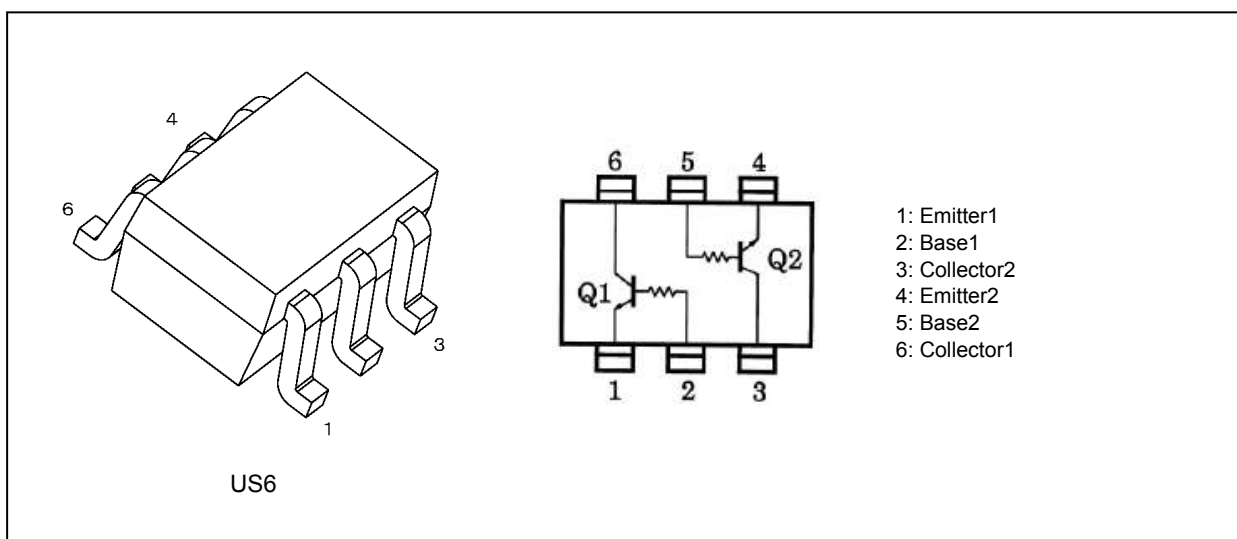 4
6
3
1
US6
6 5 4
Q1
Q2
1 2 3
1: Emitter1
2: Base1
3: Collector2
4: Emitter2
5: Base2
6: Collector1